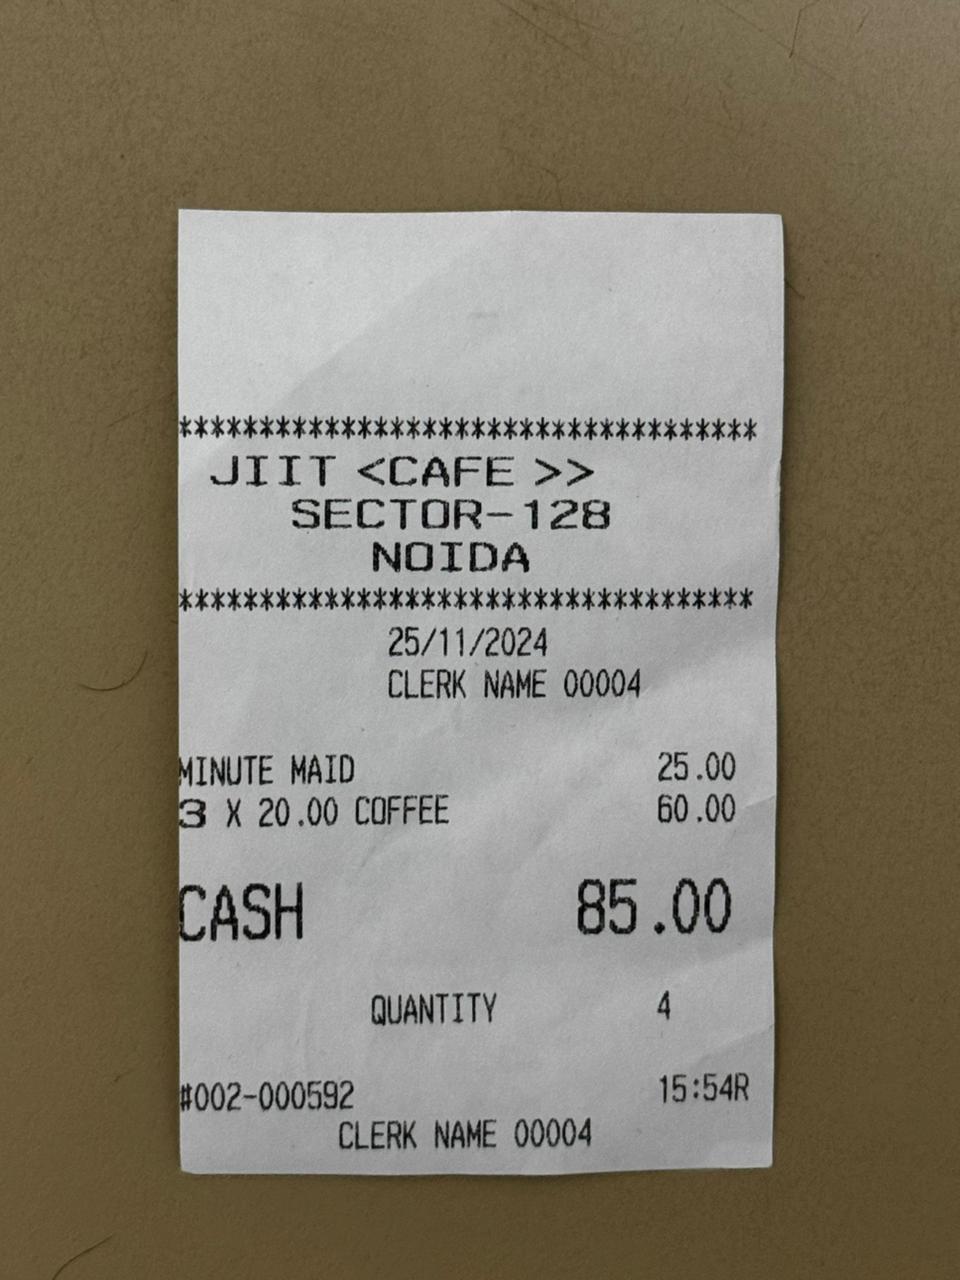 ************************************
JIIT <CAFE >>
SECTOR-128
NOIDA
************************************
25/11/2024
CLERK NAME 00004
MINUTE MAID 25.00
3 X 20.00 COFFEE 60.00
CASH 85.00
QUANTITY 4
#002-000592 15:54R
CLERK NAME 00004